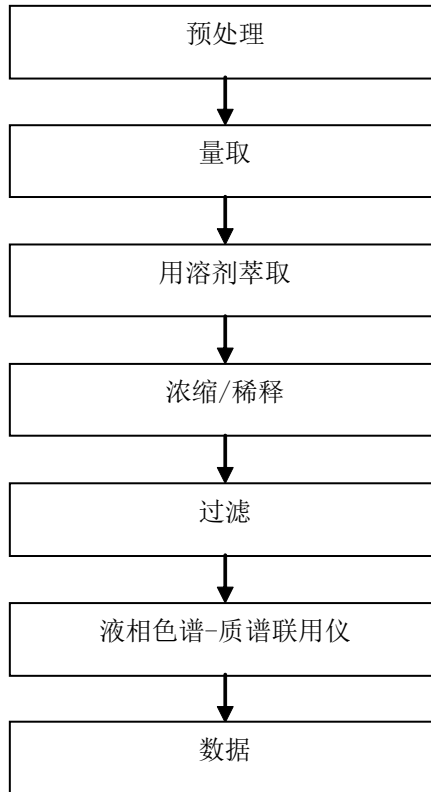 预处理
量取
用溶剂萃取
浓缩/稀释
过滤
液相色谱-质谱联用仪
数据